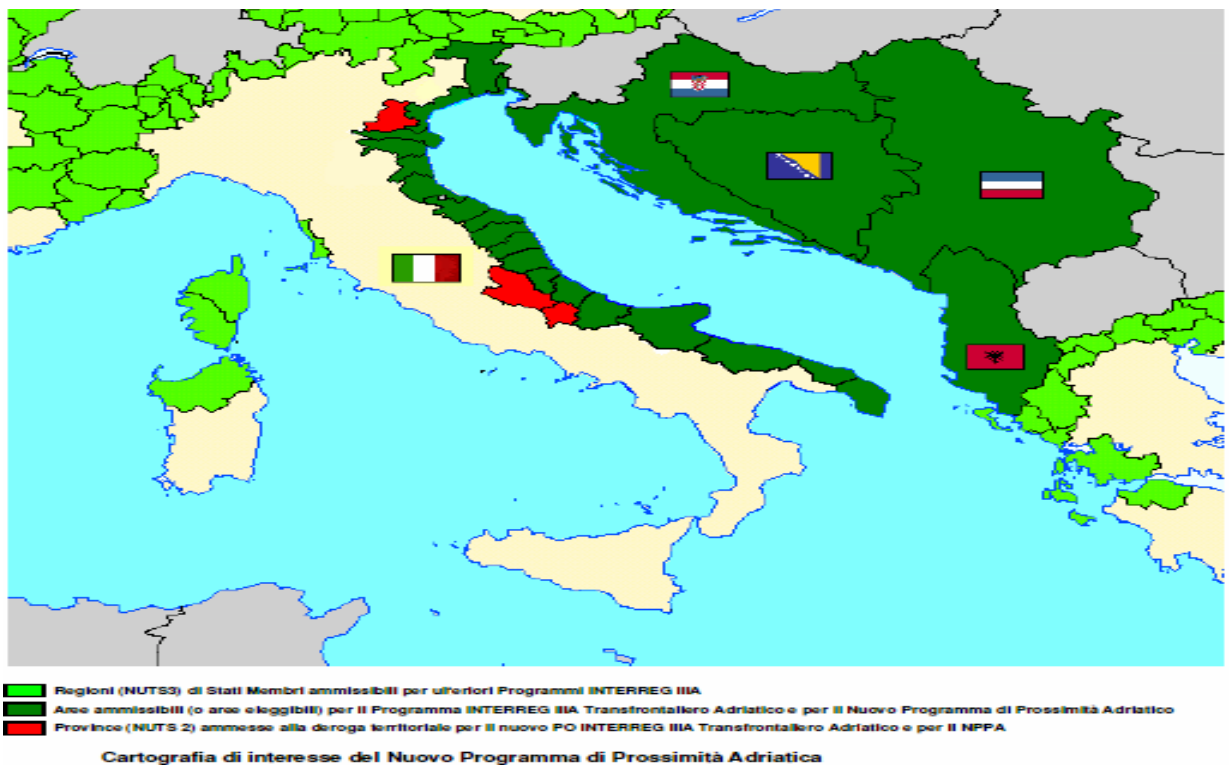 Regioni (NUTS3) di Stati Membri ammissibili per ulteriori Programmi INTERREG IIIA
Aree ammissibili (o aree eleggibili) per il Programma INTERREG IIIA Transfrontaliero Adriatico e per il Nuovo Programma di Prossimità Adriatico
Province (NUTS 2) ammesse alla deroga territoriale per il nuovo PO INTERREG IIIA Transfrontaliero Adriatico e per il NPPA
Cartografia di interesse del Nuovo Programma di Prossimità Adriatica